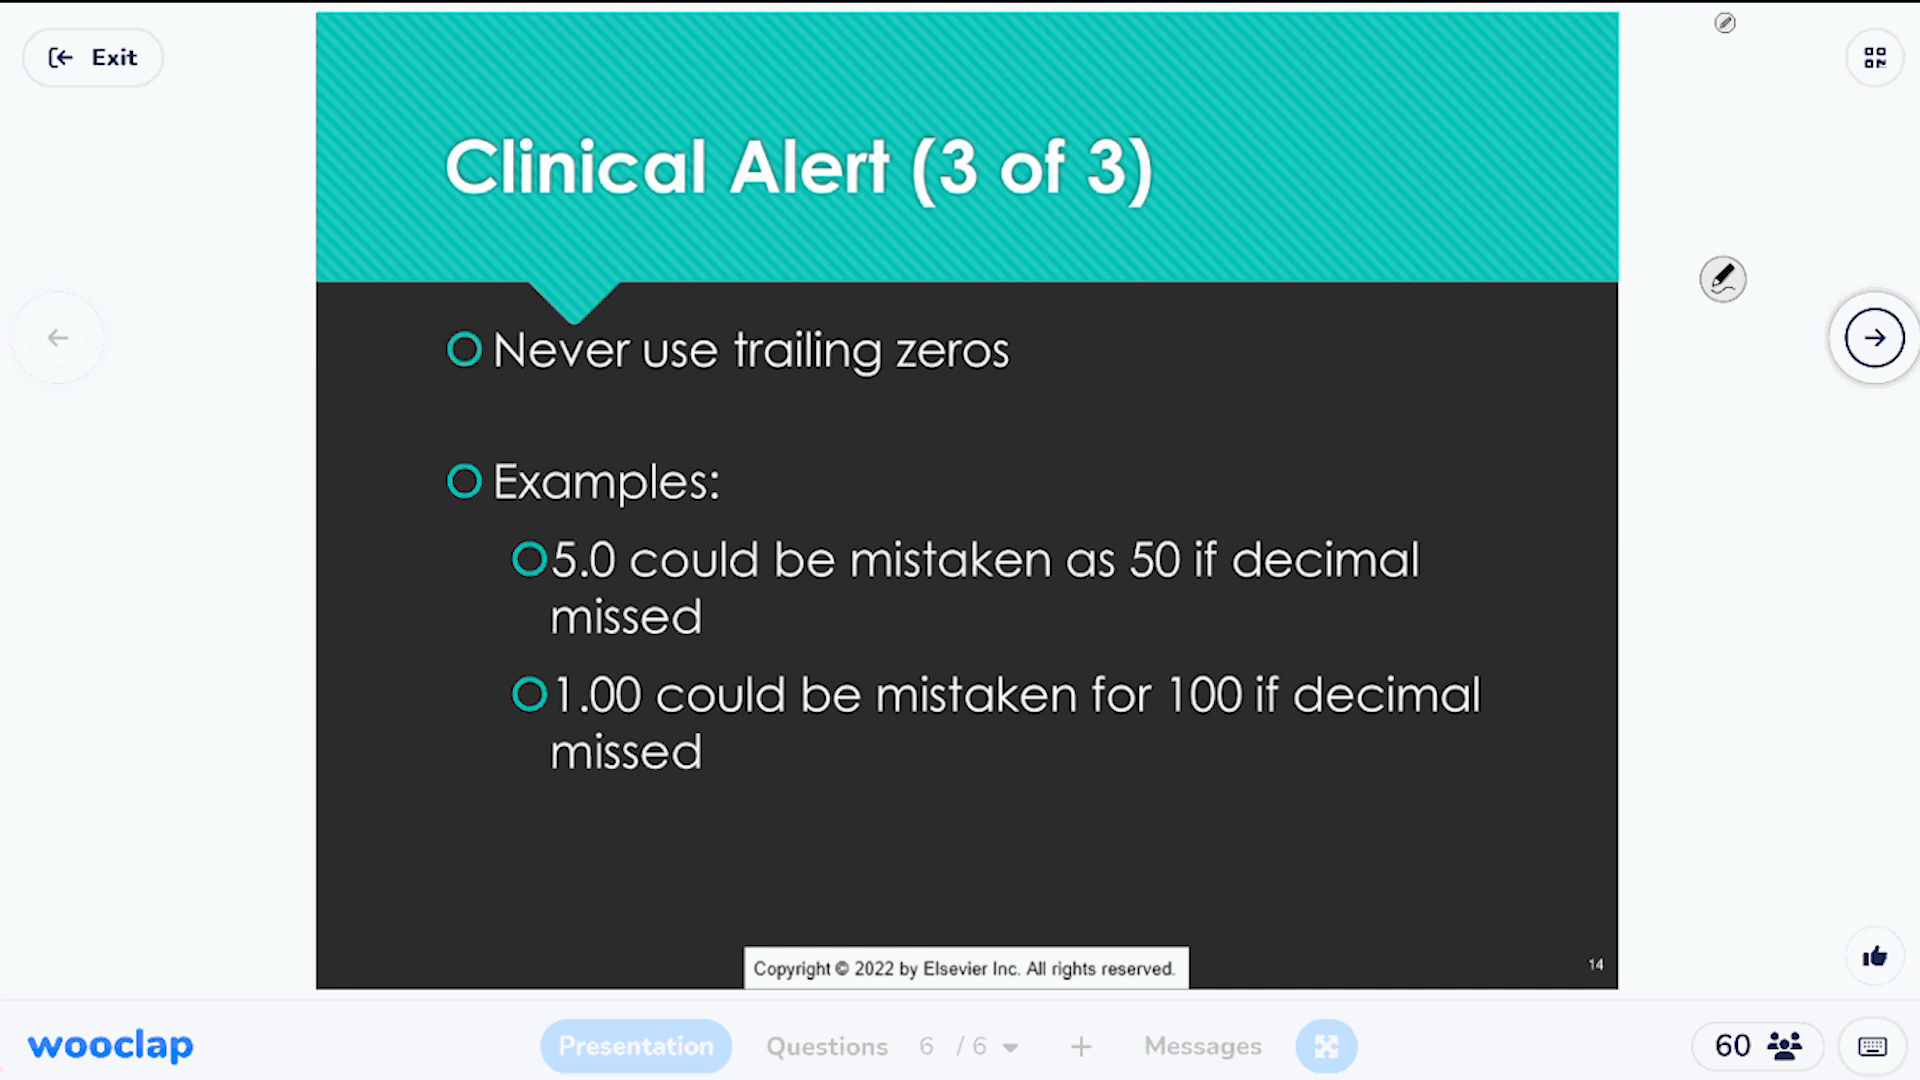 Exit
Clinical Alert (3 of 3)
Never use trailing zeros
Examples:
5.0 could be mistaken as 50 if decimal
missed
1.00 could be mistaken for 100 if decimal
missed
Copyright © 2022 by Elsevier Inc. All rights reserved.
14
wooclap
Presentation
Questions 6 / 6
+
Messages
60